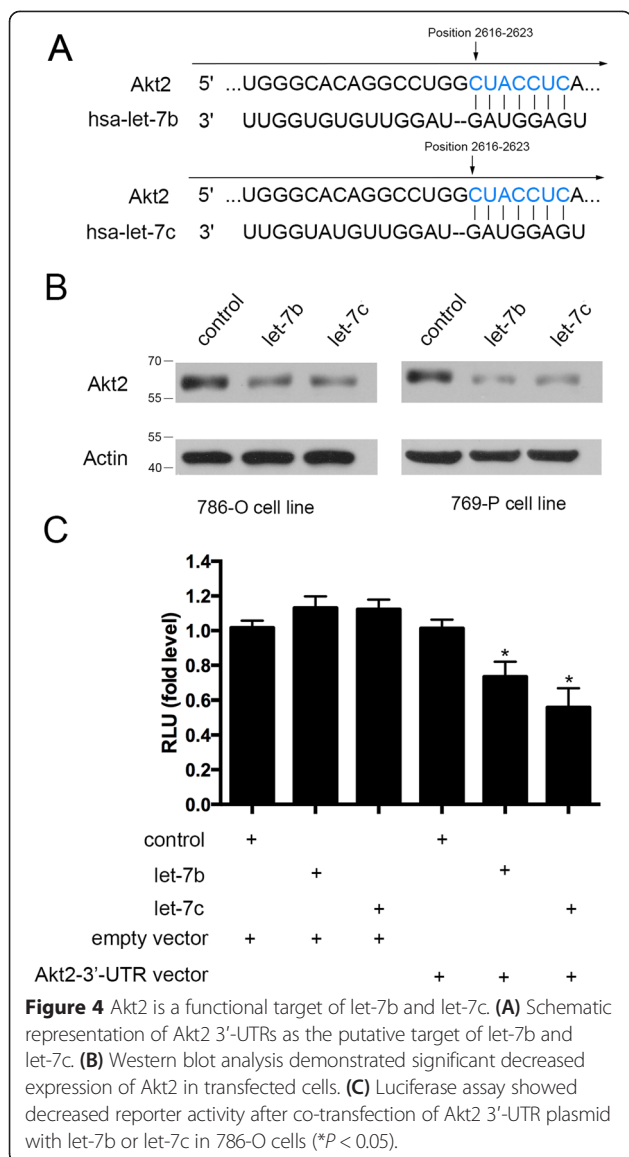 A
Position 2616-2623
Akt2 5' ...UGGGCACAGGCCUGGCUACCUCA...
hsa-let-7b 3' UUGGUGUGUUGGAU--GAUGGAGU
Position 2616-2623
Akt2 5' ...UGGGCACAGGCCUGGCUACCUCA...
hsa-let-7c 3' UUGGUAUGUUGGAU--GAUGGAGU
B
control let-7b let-7c control let-7b let-7c
70
Akt2
55
55
Actin
40
786-O cell line 769-P cell line
C
RLU (fold level)
1.4
1.2
1.0
0.8
0.6
0.4
0.2
0.0
* *
control + +
let-7b + +
let-7c + +
empty vector + + +
Akt2-3'-UTR vector + + +
Figure 4 Akt2 is a functional target of let-7b and let-7c. (A) Schematic
representation of Akt2 3′-UTRs as the putative target of let-7b and
let-7c. (B) Western blot analysis demonstrated significant decreased
expression of Akt2 in transfected cells. (C) Luciferase assay showed
decreased reporter activity after co-transfection of Akt2 3′-UTR plasmid
with let-7b or let-7c in 786-O cells (*P < 0.05).